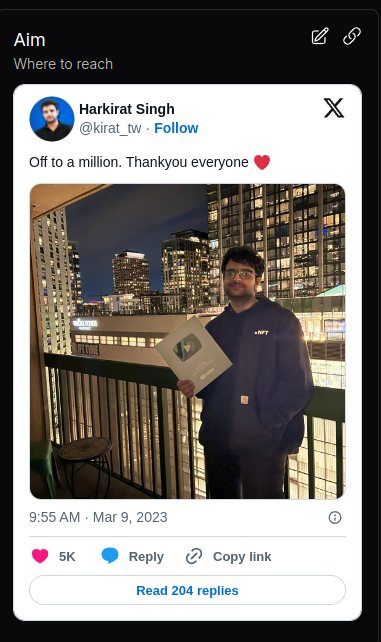 Aim
Where to reach
Harkirat Singh
@kirat_tw · Follow
Off to a million. Thankyou everyone ❤️
9:55 AM · Mar 9, 2023
5K Reply Copy link
Read 204 replies